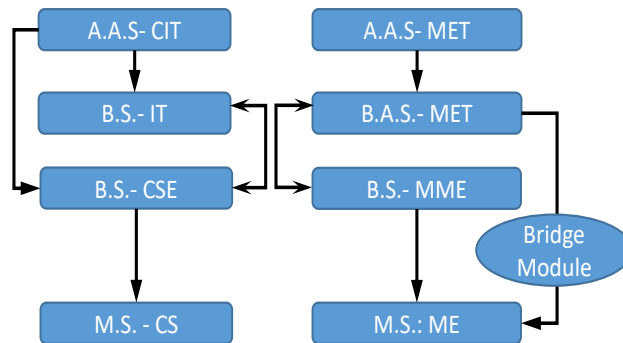 A.A.S- CIT
A.A.S- MET
B.S.- IT
B.A.S.- MET
B.S.- CSE
B.S.- MME
Bridge
Module
M.S. - CS
M.S.: ME